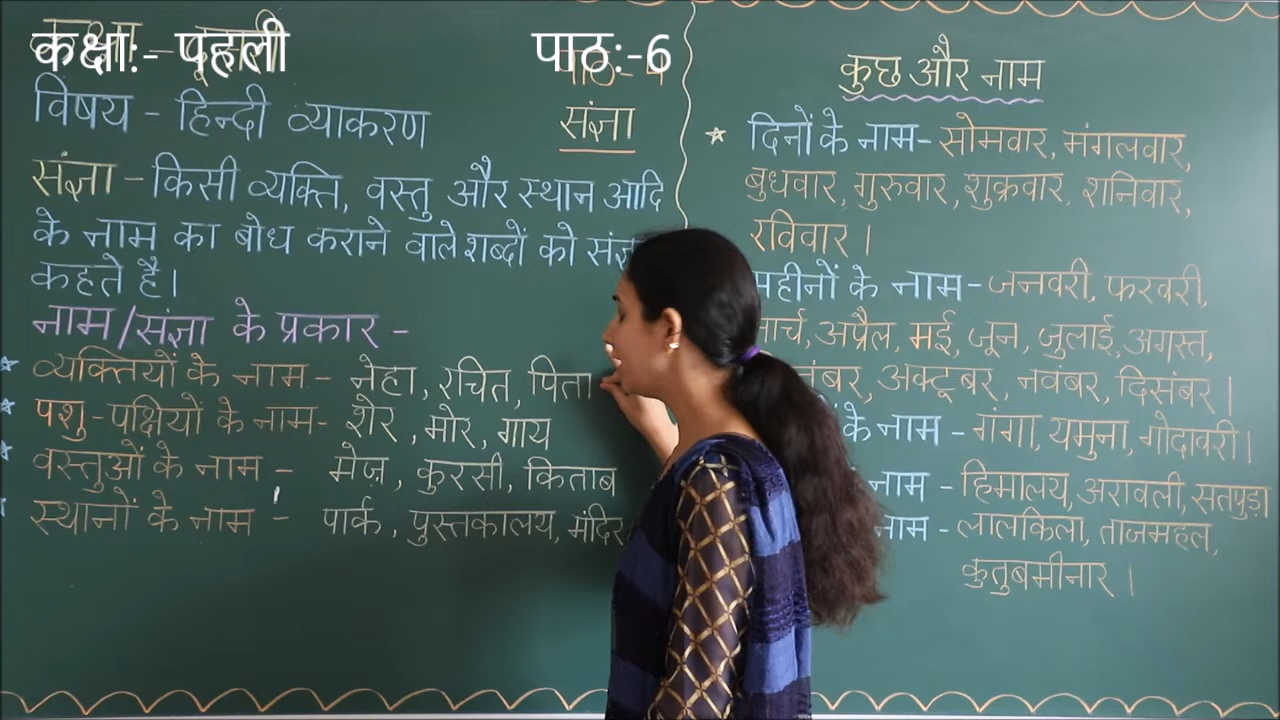 कक्षा:- पहली
पाठ:-6
विषय - हिन्दी व्याकरण
संज्ञा
संज्ञा - किसी व्यक्ति, वस्तु और स्थान आदि
के नाम का बोध कराने वाले शब्दों को
कहते है।
नाम/संज्ञा के प्रकार -
व्यक्तियों के नाम - नेहा, रचित, पिता
पशु-पक्षियों के नाम- शेर, मोर, गाय
वस्तुओं के नाम - मेज़, कुरसी, किताब
स्थानों के नाम - पार्क, पुस्तकालय, मंदिर
कुछ और नाम
दिनों के नाम- सोमवार, मंगलवार,
बुधवार, गुरुवार, शुक्रवार, शनिवार,
रविवार।
महीनों के नाम- जनवरी, फरवरी,
मार्च, अप्रैल, मई, जून, जुलाई, अगस्त,
अक्टूबर, नवंबर, दिसंबर।
के नाम - गंगा, यमुना, गोदावरी।
नाम - हिमालय, अरावली, सतपुड़ा
नाम - लालकिला, ताजमहल,
कुतुबमीनार।